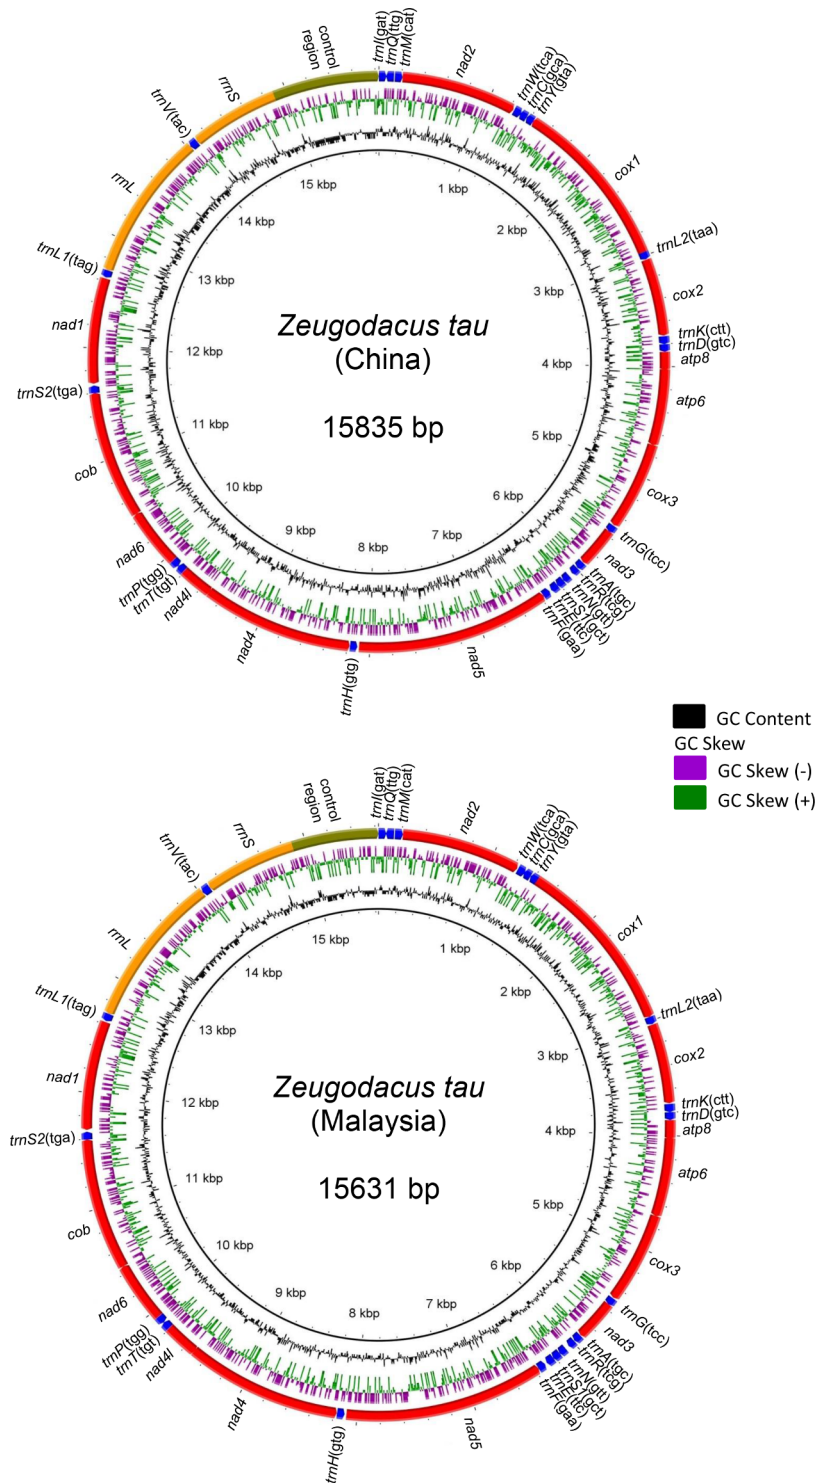 control
region
trnI(gat)
trnQ(ttg)
trnM(cat)
nad2
trnW(tca)
trnC(gca)
trnY(gta)
cox1
trnL2(taa)
cox2
trnK(ctt)
trnD(gtc)
atp8
atp6
cox3
trnG(tcc)
nad3
trnA(tgc)
trnR(tcg)
trnN(gtt)
trnS1(gct)
trnE(ttc)
trnF(gaa)
nad5
trnH(gtg)
nad4
nad4l
trnT(tgt)
trnP(tgg)
nad6
cob
trnS2(tga)
nad1
trnL1(tag)
rrnL
trnV(tac)
rrnS
1 kbp
2 kbp
3 kbp
4 kbp
5 kbp
6 kbp
7 kbp
8 kbp
9 kbp
10 kbp
11 kbp
12 kbp
13 kbp
14 kbp
15 kbp
Zeugodacus tau
(China)
15835 bp
GC Content
GC Skew
GC Skew (-)
GC Skew (+)
control
region
trnI(gat)
trnQ(ttg)
trnM(cat)
nad2
trnW(tca)
trnC(gca)
trnY(gta)
cox1
trnL2(taa)
cox2
trnK(ctt)
trnD(gtc)
atp8
atp6
cox3
trnG(tcc)
nad3
trnA(tgc)
trnR(tcg)
trnN(gtt)
trnS1(gct)
trnE(ttc)
trnF(gaa)
nad5
trnH(gtg)
nad4
nad4l
trnT(tgt)
trnP(tgg)
nad6
cob
trnS2(tga)
nad1
trnL1(tag)
rrnL
trnV(tac)
rrnS
1 kbp
2 kbp
3 kbp
4 kbp
5 kbp
6 kbp
7 kbp
8 kbp
9 kbp
10 kbp
11 kbp
12 kbp
13 kbp
14 kbp
15 kbp
Zeugodacus tau
(Malaysia)
15631 bp